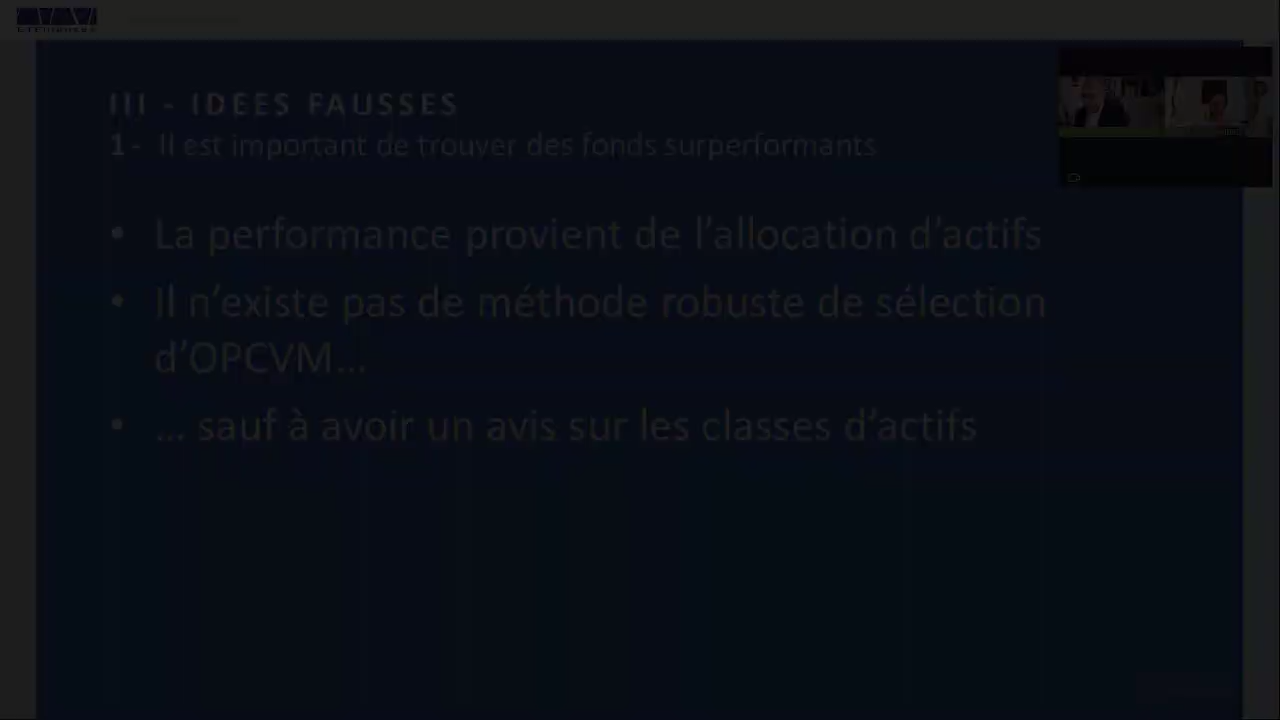 III - IDEES FAUSSES
1- Il est important de trouver des fonds surperformants
• La performance provient de l'allocation d'actifs
• Il n'existe pas de méthode robuste de sélection
d'OPCVM...
• ... sauf à avoir un avis sur les classes d'actifs